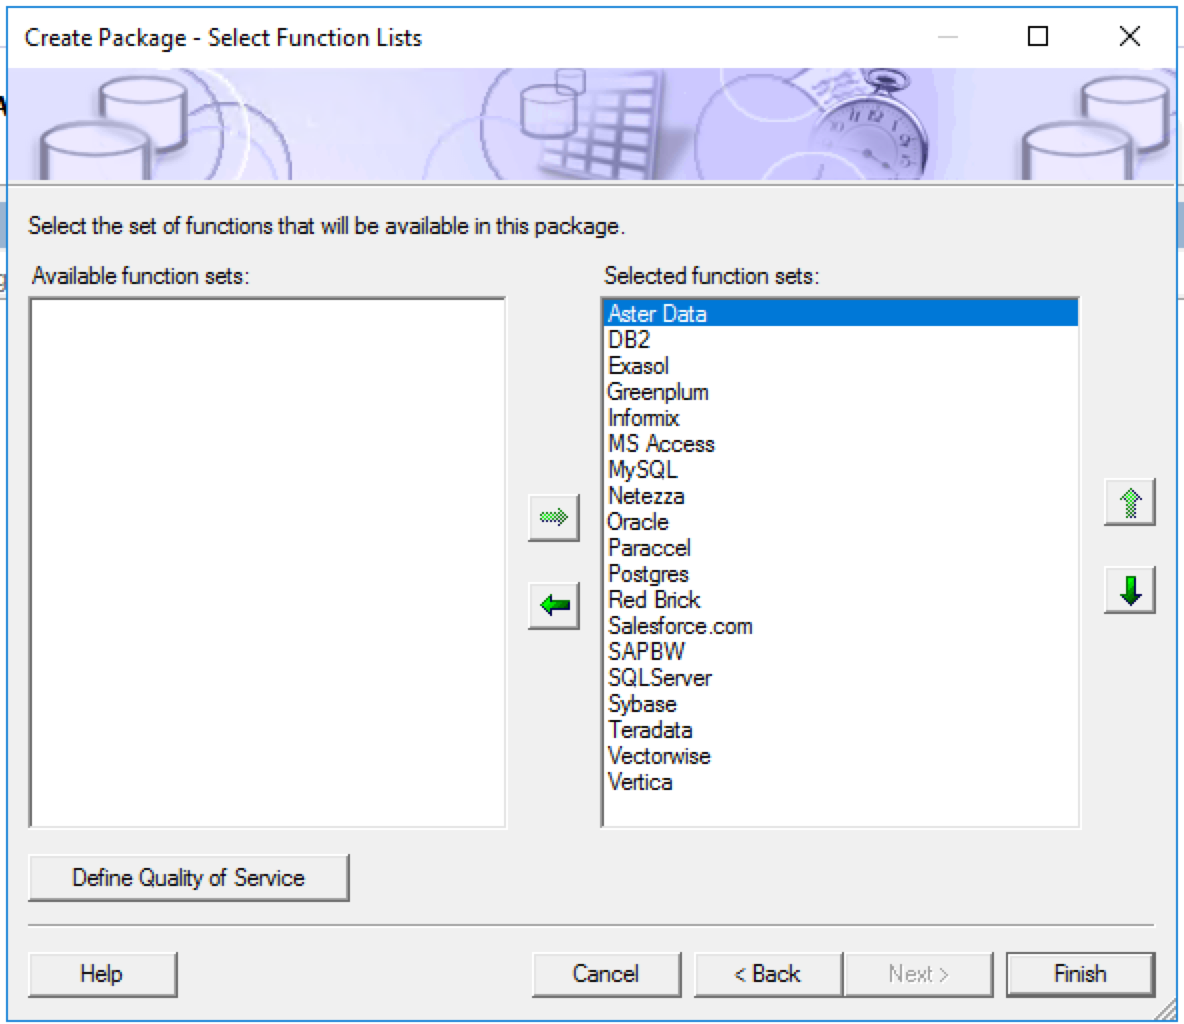 Create Package - Select Function Lists
Select the set of functions that will be available in this package.
Available function sets:
Selected function sets:
Aster Data
DB2
Exasol
Greenplum
Informix
MS Access
MySQL
Netezza
Oracle
Paraccel
Postgres
Red Brick
Salesforce.com
SAPBW
SQLServer
Sybase
Teradata
Vectorwise
Vertica
Define Quality of Service
Help
Cancel
< Back
Next >
Finish